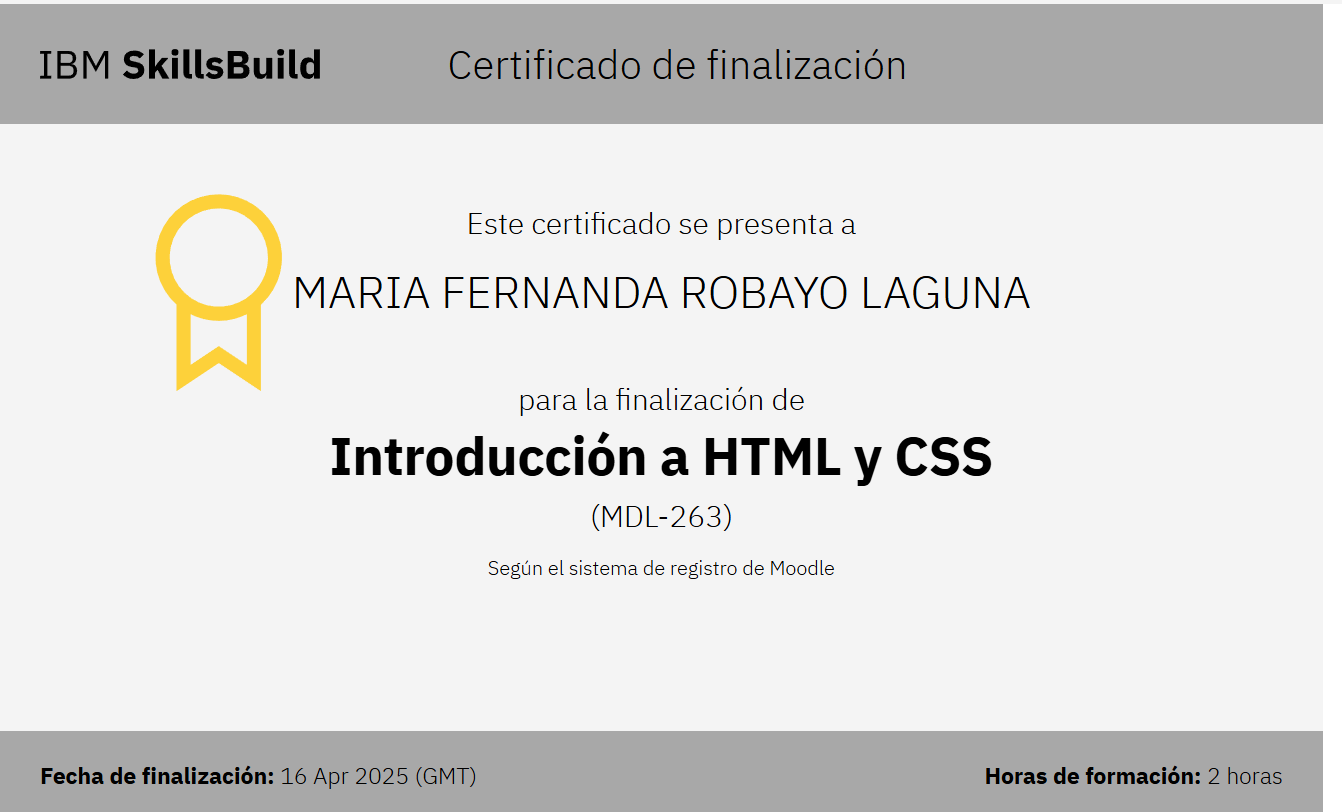 IBM SkillsBuild Certificado de finalización
Este certificado se presenta a
MARIA FERNANDA ROBAYO LAGUNA
para la finalización de
Introducción a HTML y CSS
(MDL-263)
Según el sistema de registro de Moodle
Fecha de finalización: 16 Apr 2025 (GMT) Horas de formación: 2 horas